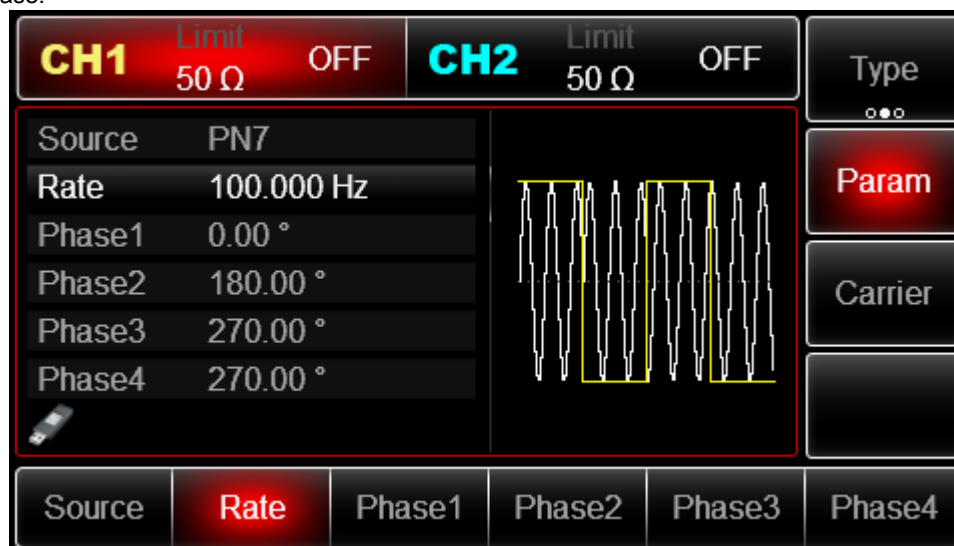 ase.
CH1 Limit 50 Ω OFF CH2 Limit 50 Ω OFF Type
Source PN7
Rate 100.000 Hz
Param
Phase1 0.00 °
Phase2 180.00 °
Carrier
Phase3 270.00 °
Phase4 270.00 °
Source Rate Phase1 Phase2 Phase3 Phase4